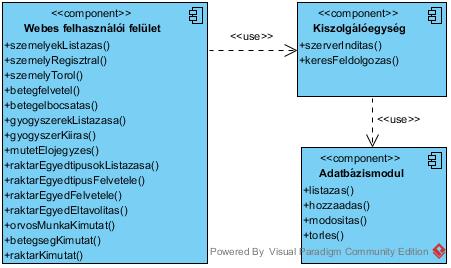 <<component>>
Webes felhasználói felület
+szemelyekListazas()
+szemelyRegisztral()
+szemelyTorol()
+betegfelvetel()
+betegelbocsatas()
+gyogyszerekListazasa()
+gyogyszerKiiras()
+mutetElojegyzes()
+raktarEgyedtipusokListazasa()
+raktarEgyedtipusFelvetele()
+raktarEgyedFelvetele()
+raktarEgyedEltavolitas()
+orvosMunkaKimutat()
+betegsegKimutat()
+raktarKimutat()
<<use>>
<<component>>
Kiszolgálóegység
+szerverInditas()
+keresFeldolgozas()
<<use>>
<<component>>
Adatbázismodul
+listazas()
+hozzaadas()
+modositas()
+torles()
Powered By Visual Paradigm Community Edition